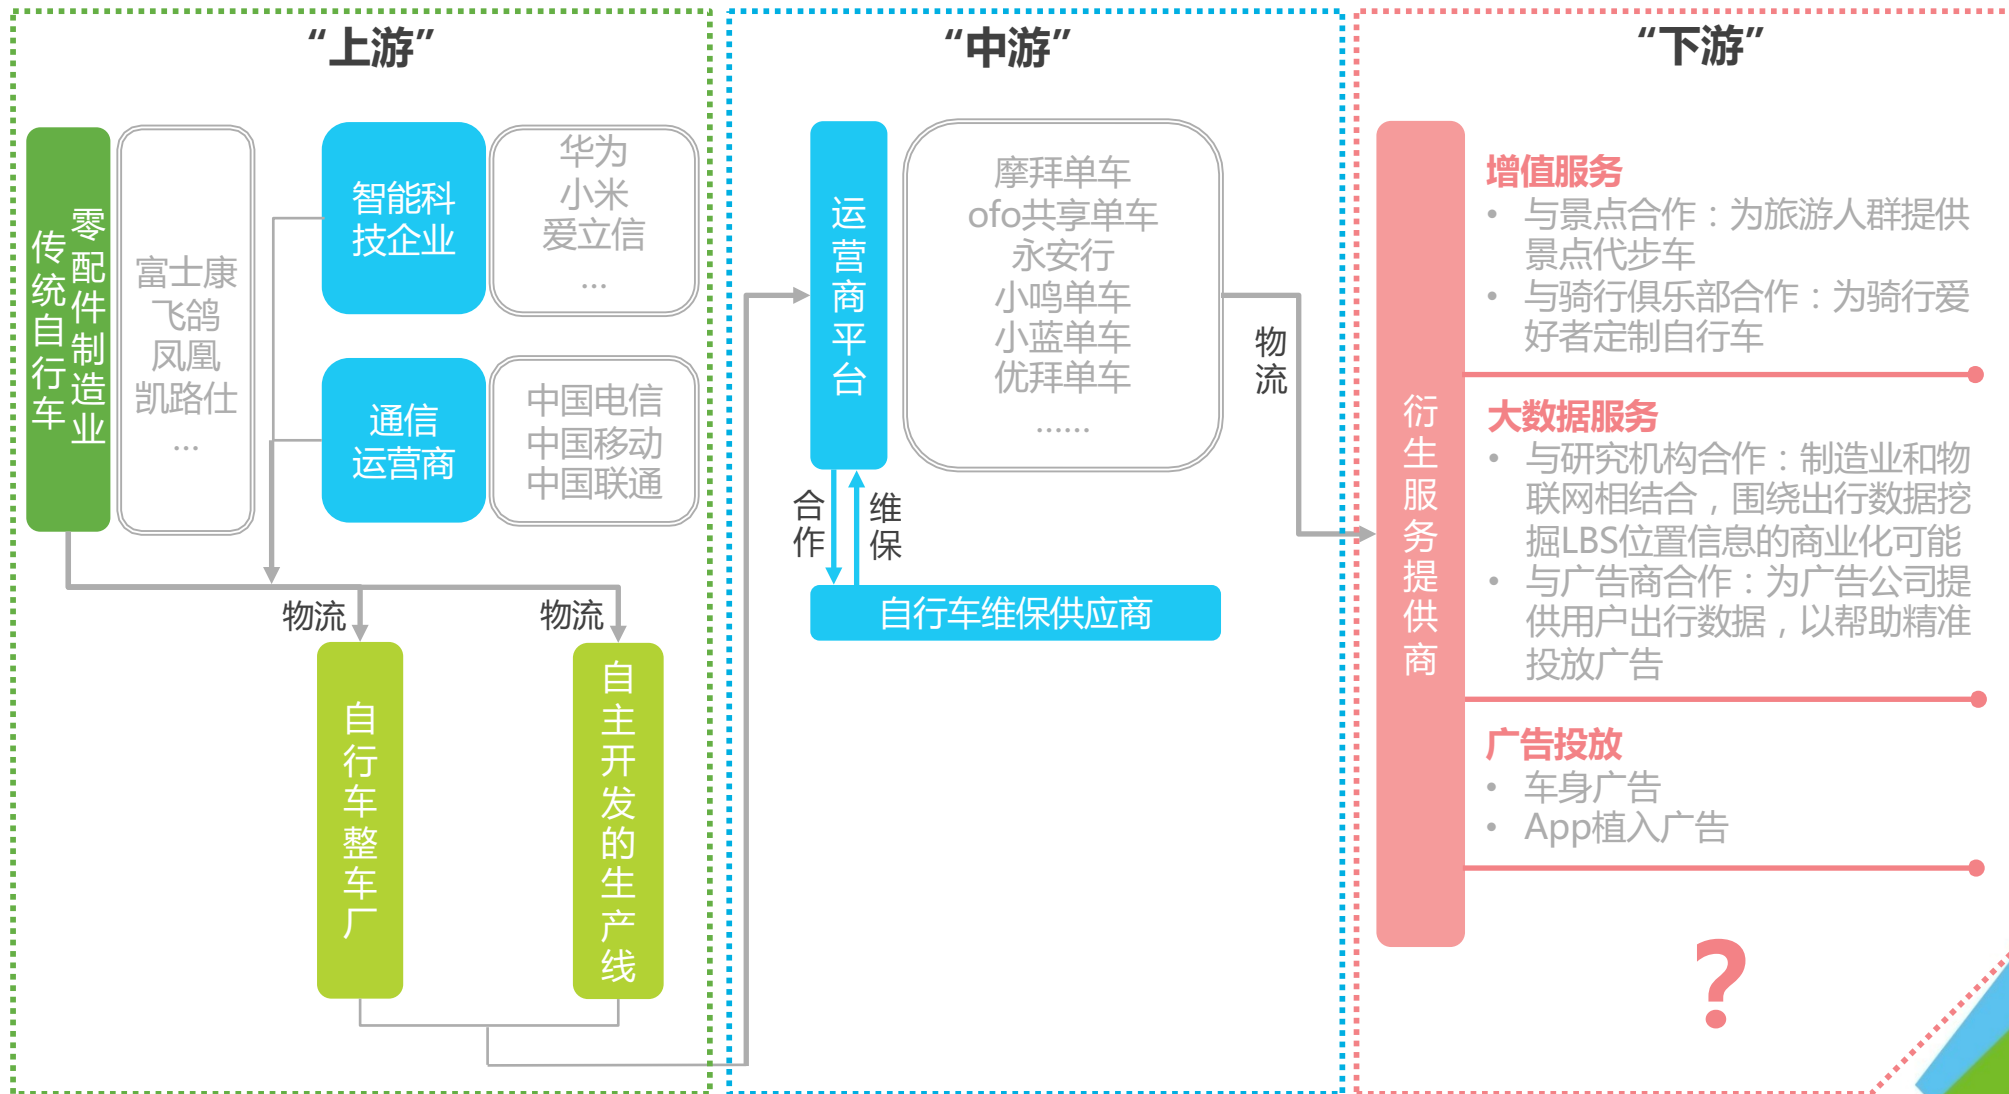 “上游”
传统自行车
零配件制造业
富士康
飞鸽
凤凰
凯路仕
...
智能科
技企业
华为
小米
爱立信
...
通信
运营商
中国电信
中国移动
中国联通
物流
物流
自行车整车厂
自主开发的生产线
“中游”
运营商平台
摩拜单车
ofo共享单车
永安行
小鸣单车
小蓝单车
优拜单车
......
合作
维保
自行车维保供应商
物流
“下游”
衍生服务提供商
增值服务
• 与景点合作：为旅游人群提供
景点代步车
• 与骑行俱乐部合作：为骑行爱
好者定制自行车
大数据服务
• 与研究机构合作：制造业和物
联网相结合，围绕出行数据挖
掘LBS位置信息的商业化可能
• 与广告商合作：为广告公司提
供用户出行数据，以帮助精准
投放广告
广告投放
• 车身广告
• App植入广告
?